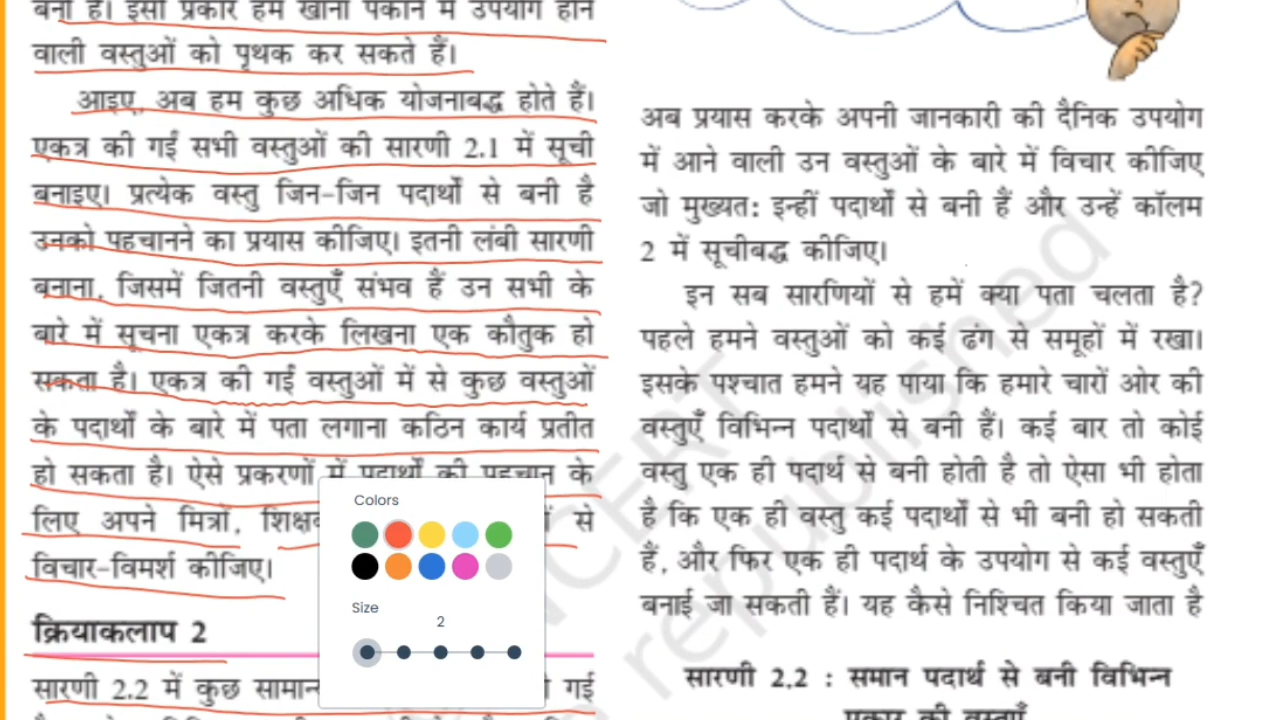 बनी है। इसी प्रकार हम खाना पकाने में उपयोग होने
वाली वस्तुओं को पृथक कर सकते हैं।
आइए, अब हम कुछ अधिक योजनाबद्ध होते हैं।
एकत्र की गईं सभी वस्तुओं की सारणी 2.1 में सूची
बनाइए। प्रत्येक वस्तु जिन-जिन पदार्थों से बनी है
उनको पहचानने का प्रयास कीजिए। इतनी लंबी सारणी
बनाना, जिसमें जितनी वस्तुएँ संभव हैं उन सभी के
बारे में सूचना एकत्र करके लिखना एक कौतुक हो
सकता है। एकत्र की गईं वस्तुओं में से कुछ वस्तुओं
के पदार्थों के बारे में पता लगाना कठिन कार्य प्रतीत
हो सकता है। ऐसे प्रकरणों में पदार्थों की पहचान के
लिए अपने मित्रों, से
विचार-विमर्श कीजिए।
क्रियाकलाप 2
सारणी 2.2 में कुछ गई
Colors
Size
2
अब प्रयास करके अपनी जानकारी की दैनिक उपयोग
में आने वाली उन वस्तुओं के बारे में विचार कीजिए
जो मुख्यत: इन्हीं पदार्थों से बनी हैं और उन्हें कॉलम
2 में सूचीबद्ध कीजिए।
इन सब सारणियों से हमें क्या पता चलता है?
पहले हमने वस्तुओं को कई ढंग से समूहों में रखा।
इसके पश्चात हमने यह पाया कि हमारे चारों ओर की
वस्तुएँ विभिन्न पदार्थों से बनी हैं। कई बार तो कोई
वस्तु एक ही पदार्थ से बनी होती है तो ऐसा भी होता
है कि एक ही वस्तु कई पदार्थों से भी बनी हो सकती
हैं, और फिर एक ही पदार्थ के उपयोग से कई वस्तुएँ
बनाई जा सकती हैं। यह कैसे निश्चित किया जाता है
सारणी 2.2 : समान पदार्थ से बनी विभिन्न
प्रकार की वस्तुएँ
NCERT
republished